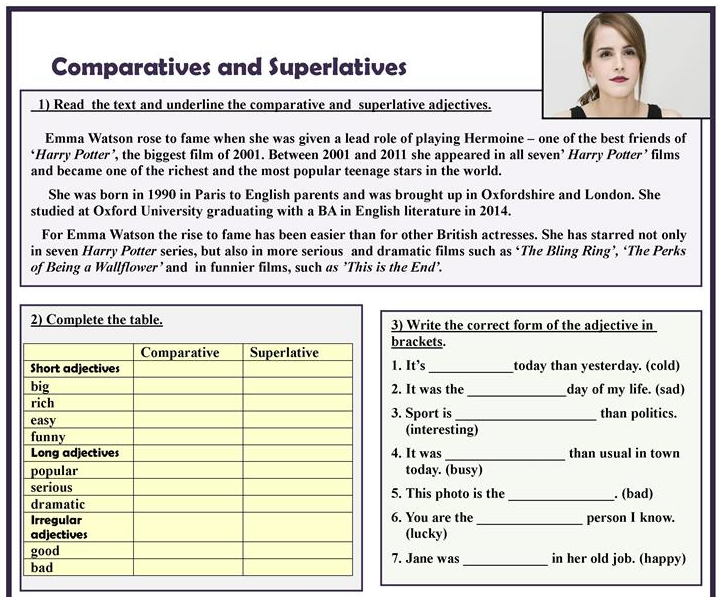 Comparatives and Superlatives
1) Read the text and underline the comparative and superlative adjectives.
Emma Watson rose to fame when she was given a lead role of playing Hermoine – one of the best friends of
‘Harry Potter’, the biggest film of 2001. Between 2001 and 2011 she appeared in all seven’ Harry Potter’ films
and became one of the richest and the most popular teenage stars in the world.
She was born in 1990 in Paris to English parents and was brought up in Oxfordshire and London. She
studied at Oxford University graduating with a BA in English literature in 2014.
For Emma Watson the rise to fame has been easier than for other British actresses. She has starred not only
in seven Harry Potter series, but also in more serious and dramatic films such as ‘The Bling Ring’, ‘The Perks
of Being a Wallflower’ and in funnier films, such as ’This is the End’.
2) Complete the table.
Comparative Superlative
Short adjectives
big
rich
easy
funny
Long adjectives
popular
serious
dramatic
Irregular
adjectives
good
bad
3) Write the correct form of the adjective in
brackets.
1. It’s ____________today than yesterday. (cold)
2. It was the ______________day of my life. (sad)
3. Sport is ____________________ than politics.
(interesting)
4. It was _________________ than usual in town
today. (busy)
5. This photo is the _______________. (bad)
6. You are the _______________ person I know.
(lucky)
7. Jane was ____________ in her old job. (happy)